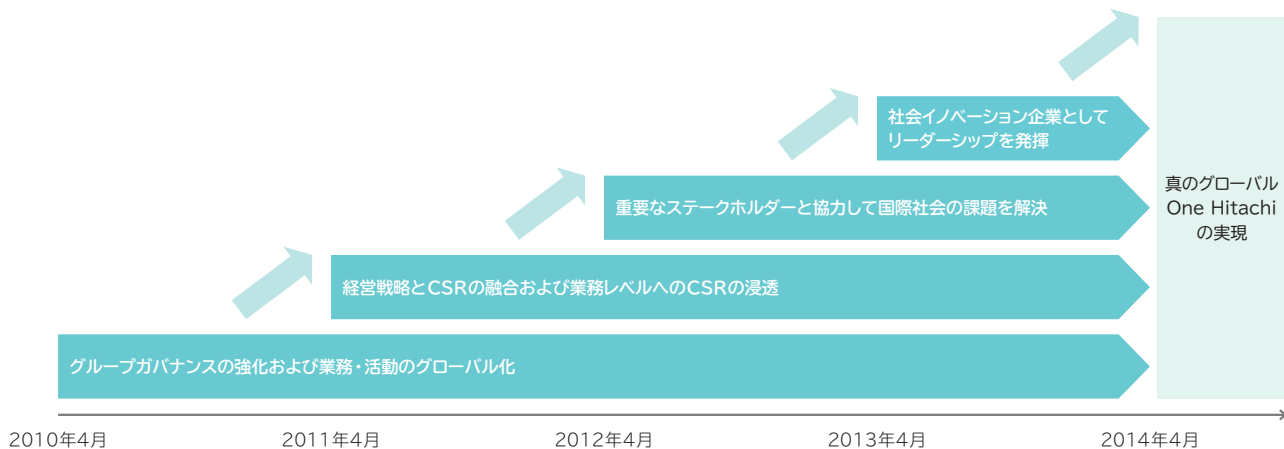 社会イノベーション企業として
リーダーシップを発揮
重要なステークホルダーと協力して国際社会の課題を解決
経営戦略とCSRの融合および業務レベルへのCSRの浸透
グループガバナンスの強化および業務・活動のグローバル化
真のグローバル
One Hitachi
の実現
2010年4月
2011年4月
2012年4月
2013年4月
2014年4月